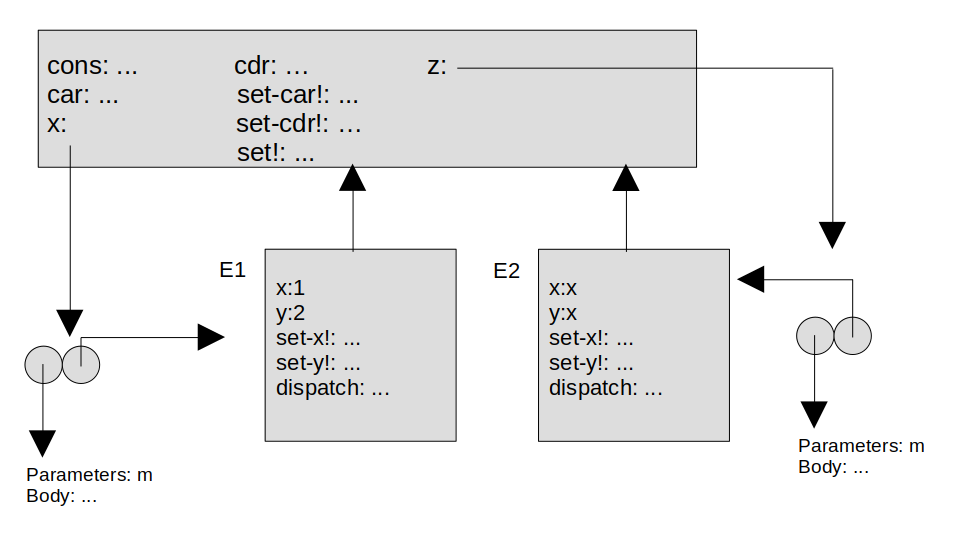 cons: ... cdr: ... z:
car: ... set-car!: ...
x: set-cdr!: ...
set!: ...
E1
x:1
y:2
set-x!: ...
set-y!: ...
dispatch: ...
E2
x:x
y:x
set-x!: ...
set-y!: ...
dispatch: ...
Parameters: m
Body: ...
Parameters: m
Body: ...